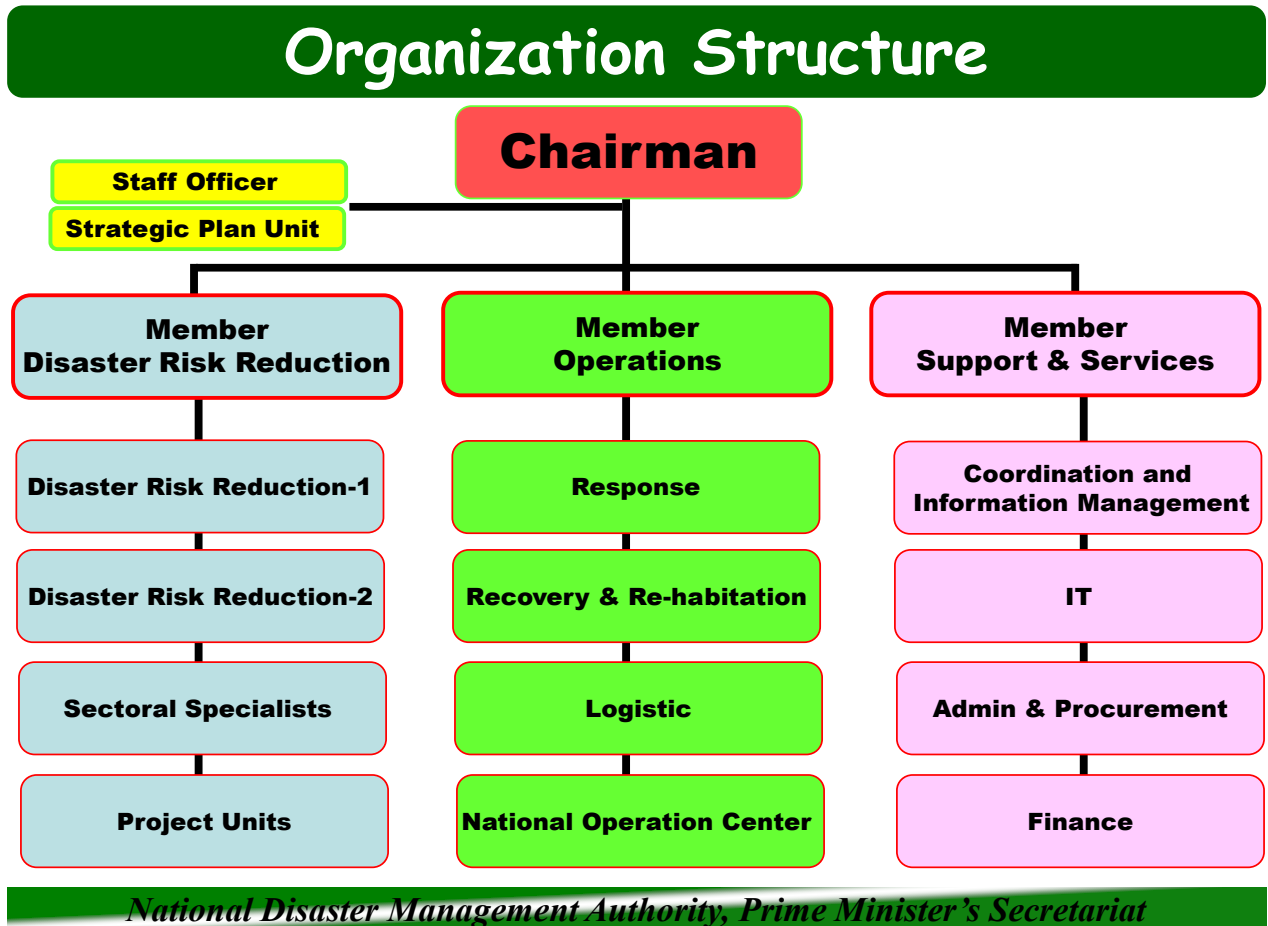 Organization Structure
Chairman
Staff Officer
Strategic Plan Unit
Member
Disaster Risk Reduction
Member
Operations
Member
Support & Services
Disaster Risk Reduction-1
Response
Coordination and
Information Management
Disaster Risk Reduction-2
Recovery & Re-habitation
IT
Sectoral Specialists
Logistic
Admin & Procurement
Project Units
National Operation Center
Finance
National Disaster Management Authority, Prime Minister’s Secretariat